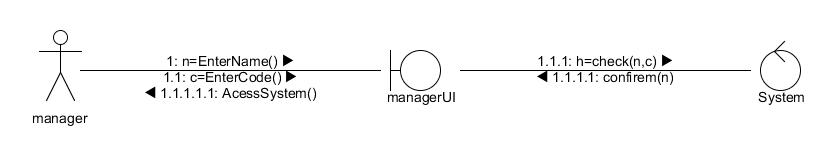 1: n=EnterName() ▶
1.1: c=EnterCode() ▶
◀ 1.1.1.1.1: AcessSystem()
1.1.1: h=check(n,c) ▶
◀ 1.1.1.1: confirem(n)
manager
managerUI
System